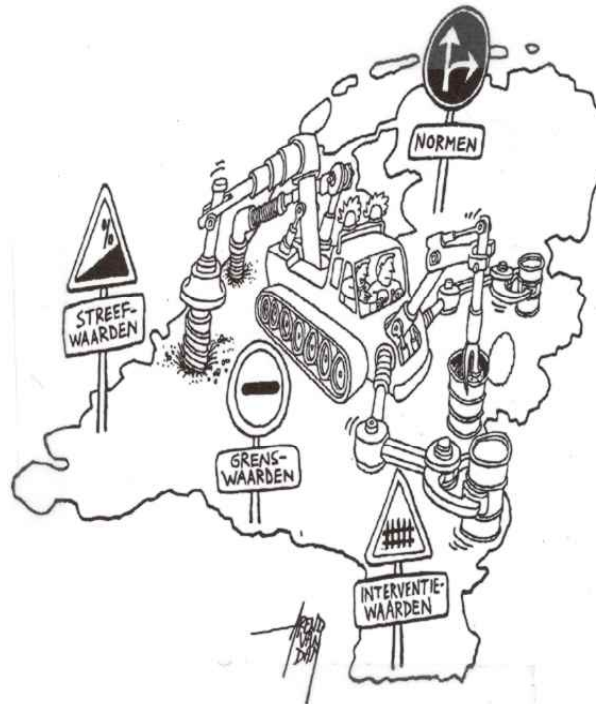 NORMEN
%
STREEF-
WAARDEN
GRENS-
WAARDEN
INTERVENTIE-
WAARDEN